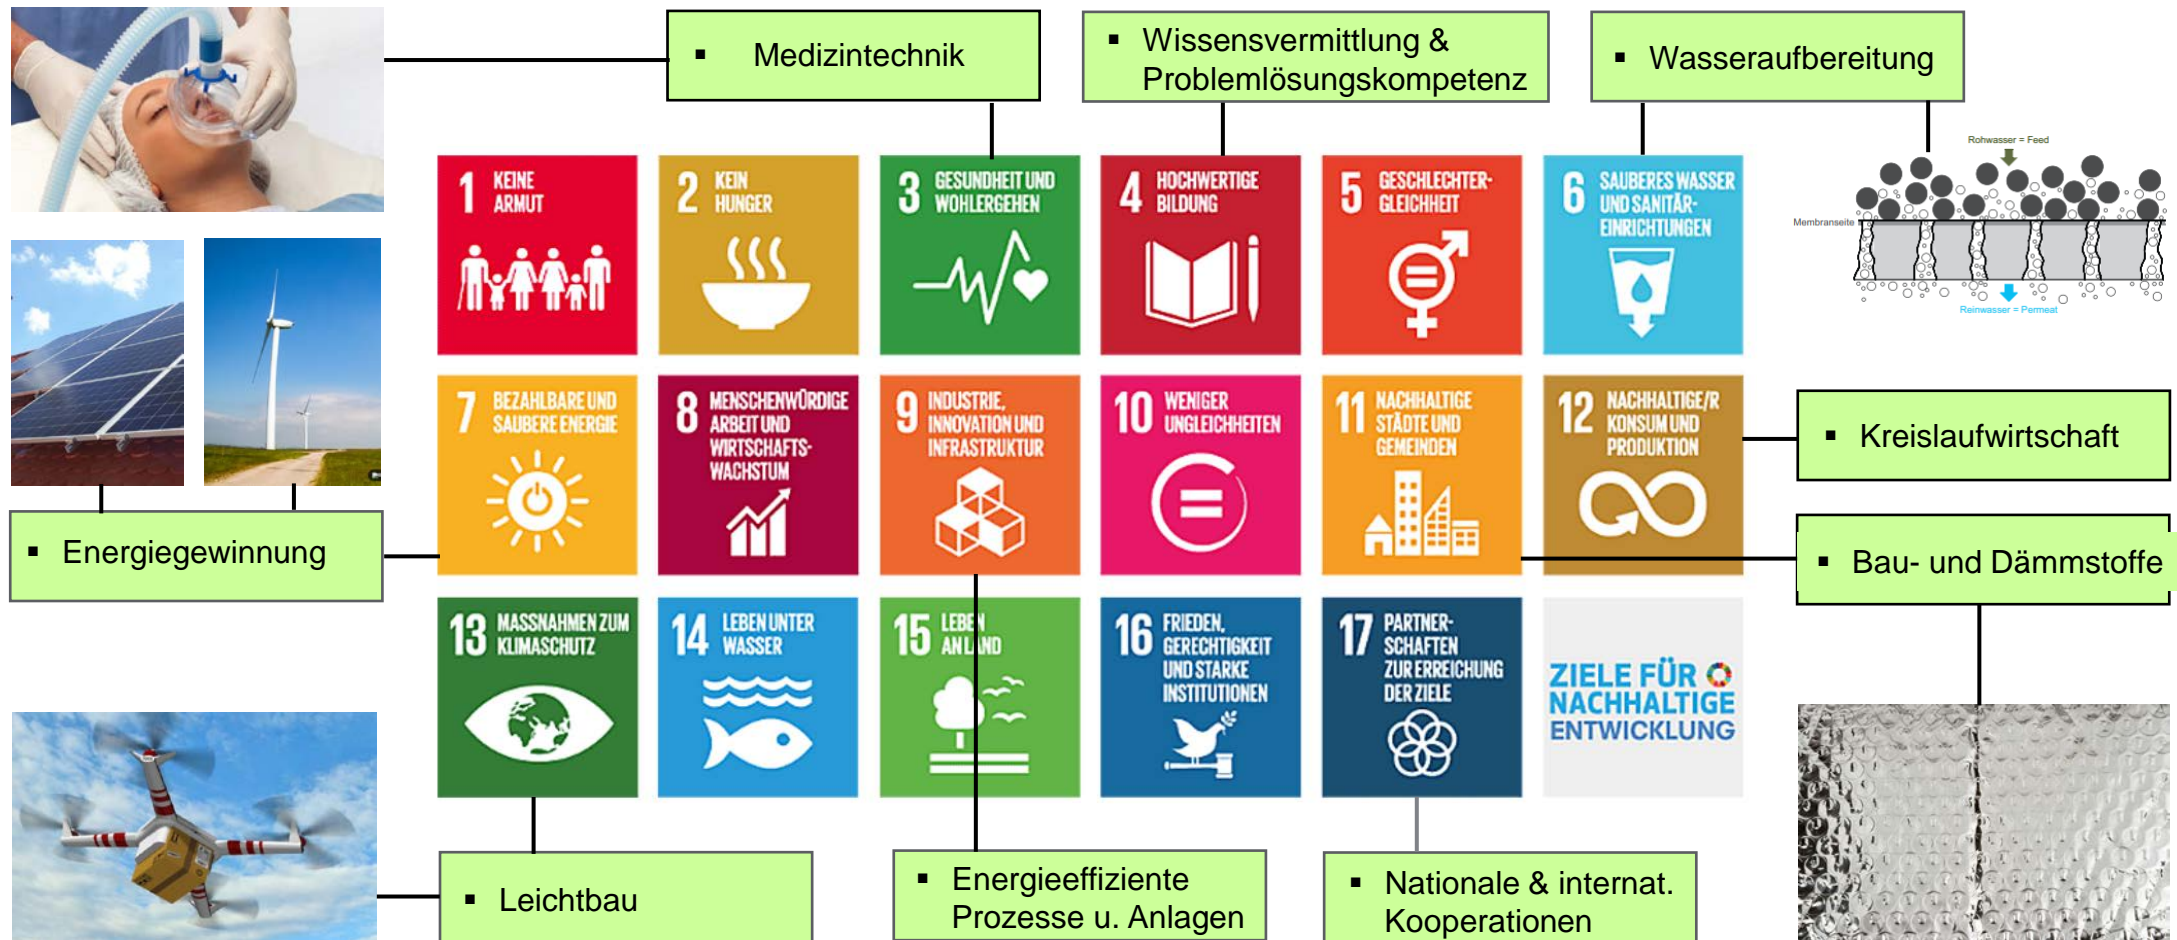 ▪ Medizintechnik
▪ Wissensvermittlung &
Problemlösungskompetenz
▪ Wasseraufbereitung
Rohwasser = Feed
Membranseite
Reinwasser = Permeat
1 KEINE
ARMUT
2 KEIN
HUNGER
3 GESUNDHEIT UND
WOHLERGEHEN
4 HOCHWERTIGE
BILDUNG
5 GESCHLECHTER-
GLEICHHEIT
6 SAUBERES WASSER
UND SANITÄR-
EINRICHTUNGEN
7 BEZAHLBARE UND
SAUBERE ENERGIE
8 MENSCHENWÜRDIGE
ARBEIT UND
WIRTSCHAFTS-
WACHSTUM
9 INDUSTRIE,
INNOVATION UND
INFRASTRUKTUR
10 WENIGER
UNGLEICHHEITEN
11 NACHHALTIGE
STÄDTE UND
GEMEINDEN
12 NACHHALTIGE/R
KONSUM UND
PRODUKTION
▪ Kreislaufwirtschaft
▪ Energiegewinnung
▪ Bau- und Dämmstoffe
13 MASSNAHMEN ZUM
KLIMASCHUTZ
14 LEBEN UNTER
WASSER
15 LEBEN
AN LAND
16 FRIEDEN,
GERECHTIGKEIT
UND STARKE
INSTITUTIONEN
17 PARTNER-
SCHAFTEN
ZUR ERREICHUNG
DER ZIELE
ZIELE FÜR
NACHHALTIGE
ENTWICKLUNG
▪ Leichtbau
▪ Energieeffiziente
Prozesse u. Anlagen
▪ Nationale & internat.
Kooperationen